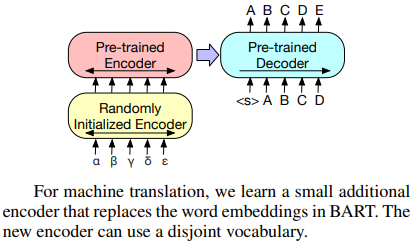 A B C D E
Pre-trained
Encoder
Pre-trained
Decoder
<s> A B C D
Randomly
Initialized Encoder
α β γ δ ε
For machine translation, we learn a small additional
encoder that replaces the word embeddings in BART. The
new encoder can use a disjoint vocabulary.